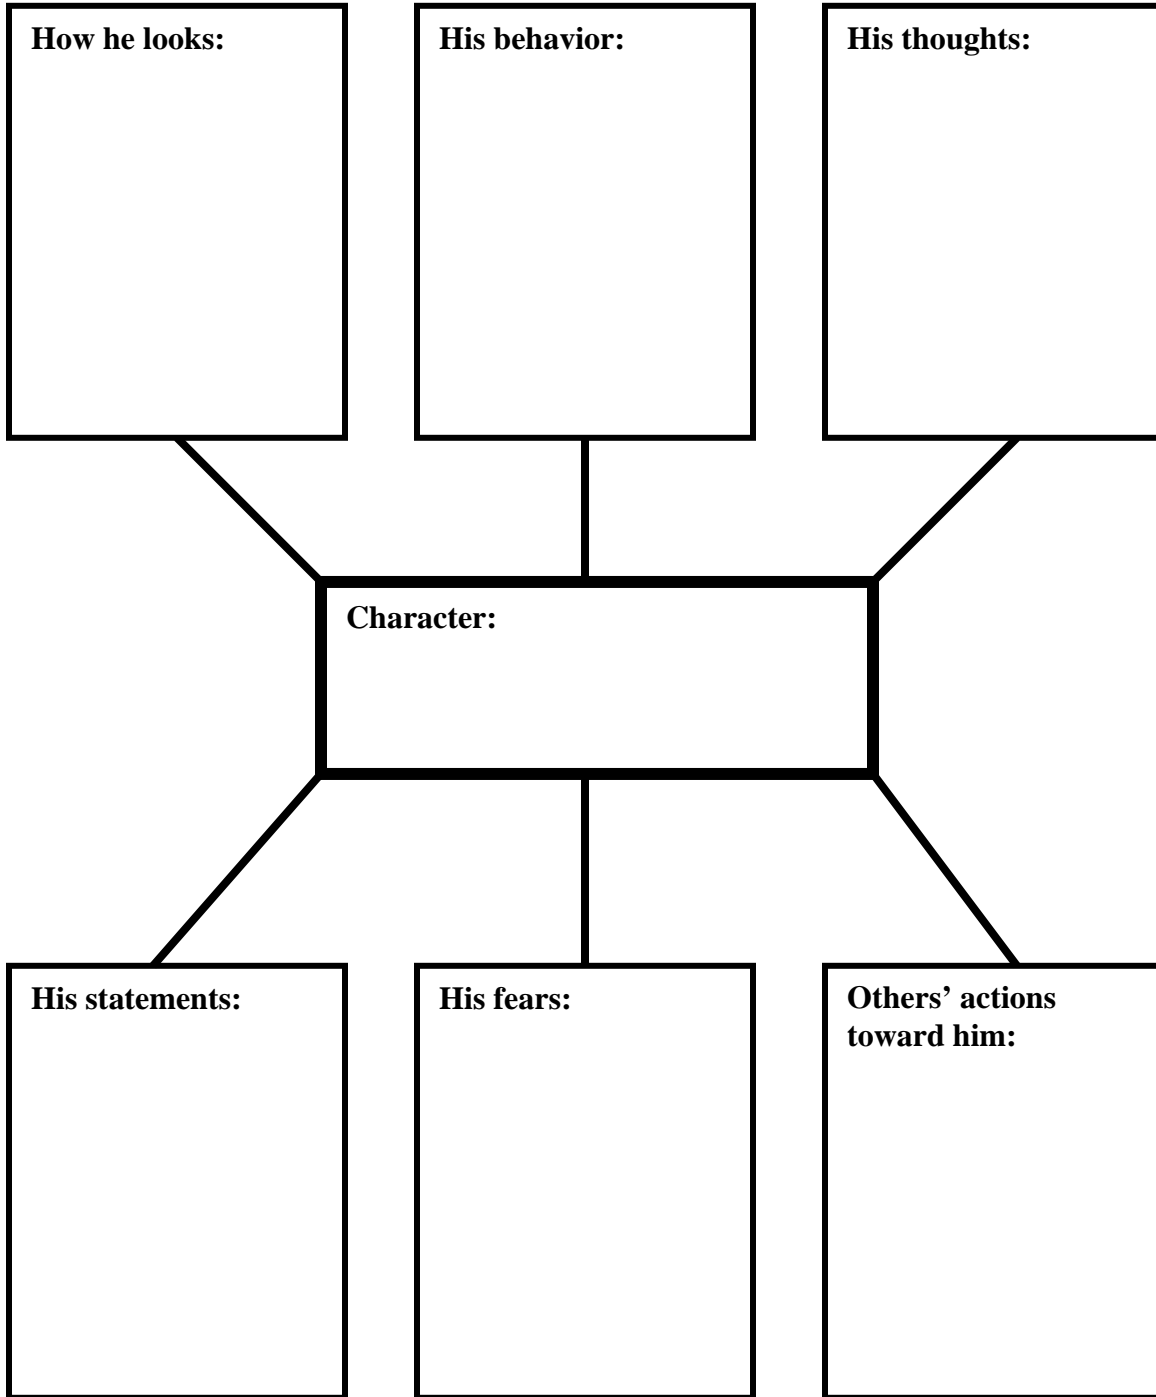 How he looks:
His behavior:
His thoughts:
Character:
His statements:
His fears:
Others’ actions
toward him: